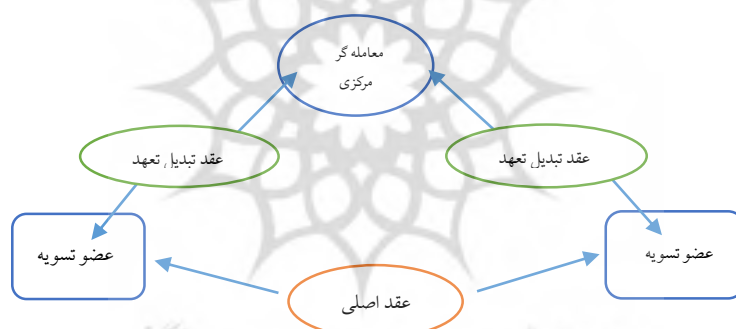 معامله گر
مرکزی
عقد تبدیل تعهد
عقد تبدیل تعهد
عضو تسویه
عضو تسویه
عقد اصلی